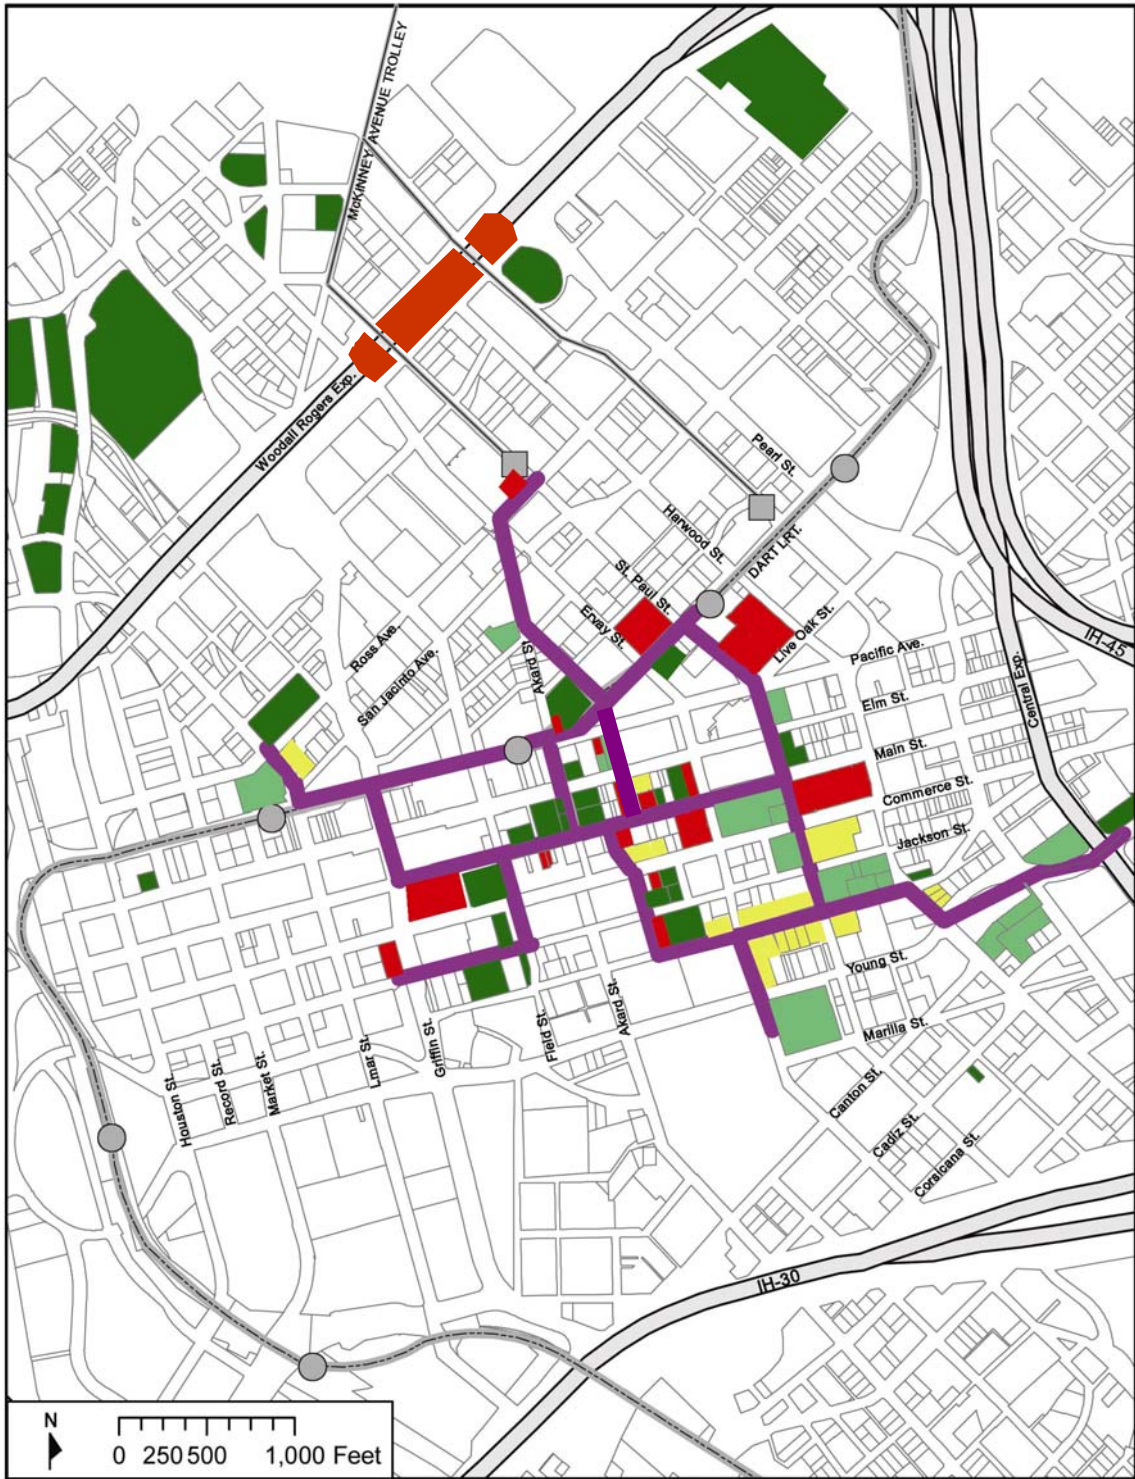 McKINNEY AVENUE TROLLEY
Woodall Rogers Exp.
Pearl St.
Harwood St.
DART LRT.
St. Paul St.
Ervay St.
Live Oak St.
IH-45
Ross Ave.
San Jacinto Ave.
Akard St.
Pacific Ave.
Elm St.
Central Exp.
Main St.
Commerce St.
Jackson St.
Young St.
Marilla St.
Houston St.
Record St.
Market St.
Lmar St.
Griffin St.
Field St.
Akard St.
Canton St.
Cadiz St.
Corsicana St.
IH-30
N
0 250 500 1,000 Feet